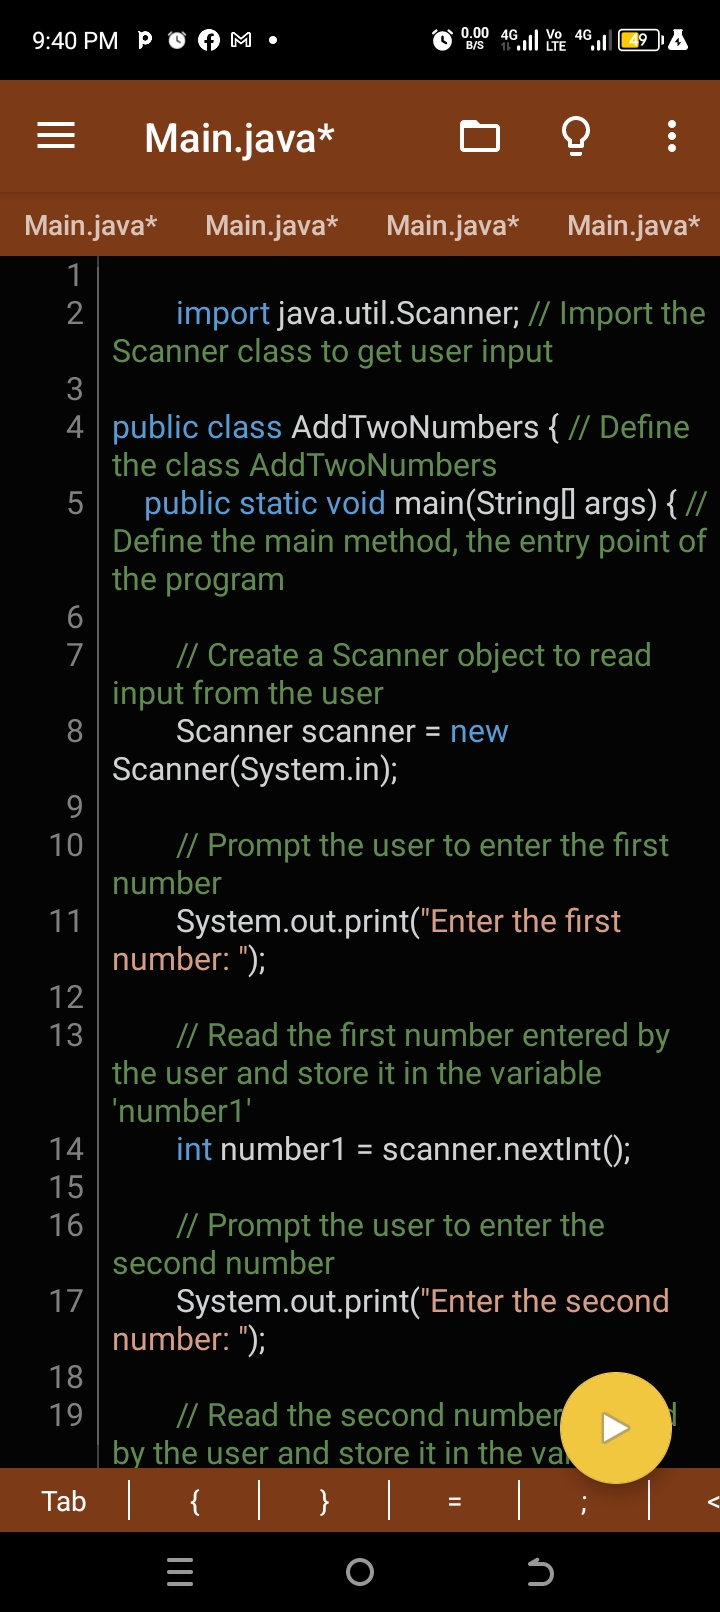 9:40 PM
0.00 B/S 4G Vo LTE 4G 49
Main.java*
Main.java* Main.java* Main.java* Main.java*
1
2 import java.util.Scanner; // Import the
Scanner class to get user input
3
4 public class AddTwoNumbers { // Define
the class AddTwoNumbers
5 public static void main(String[] args) { //
Define the main method, the entry point of
the program
6
7 // Create a Scanner object to read
input from the user
8 Scanner scanner = new
Scanner(System.in);
9
10 // Prompt the user to enter the first
number
11 System.out.print("Enter the first
number: ");
12
13 // Read the first number entered by
the user and store it in the variable
'number1'
14 int number1 = scanner.nextInt();
15
16 // Prompt the user to enter the
second number
17 System.out.print("Enter the second
number: ");
18
19 // Read the second number
by the user and store it in the
Tab { } = ; <